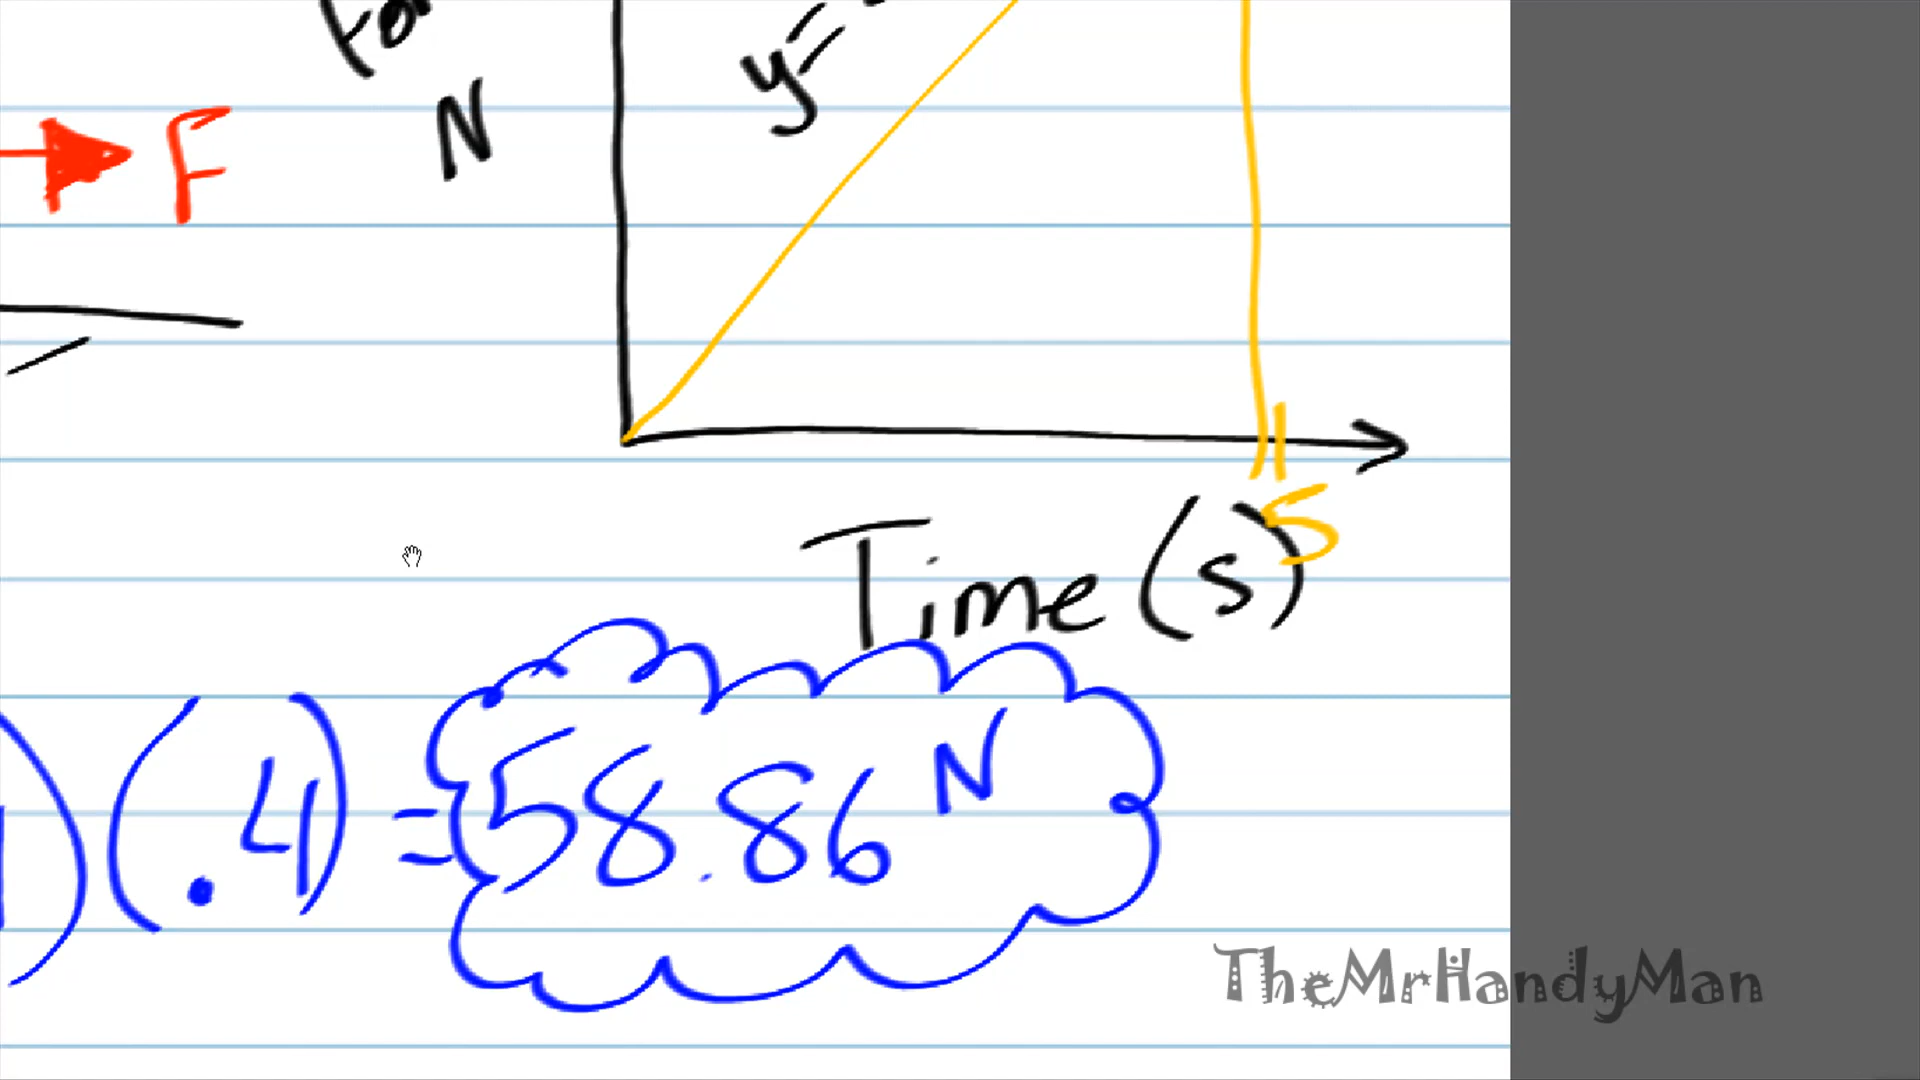 y=
N
F
5
Time (s)
)(.4) = 58.86 N
TheMrHandyMan